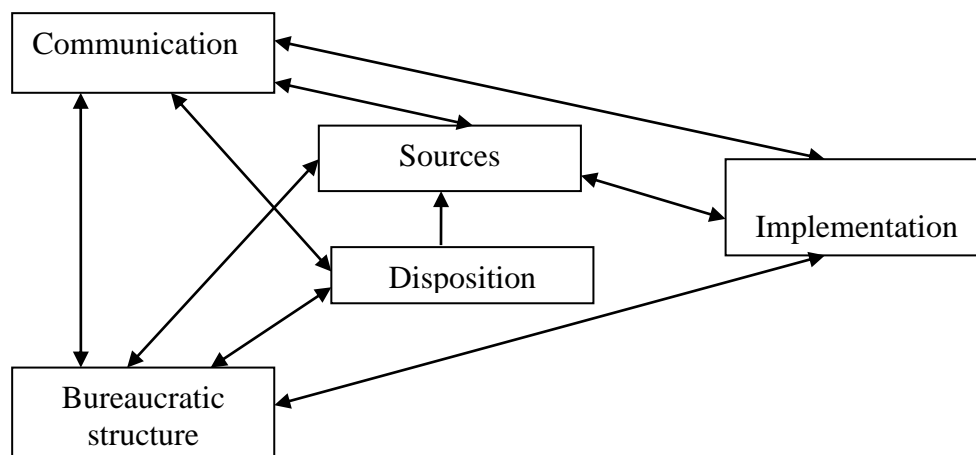 Communication
Sources
Implementation
Disposition
Bureaucratic
structure